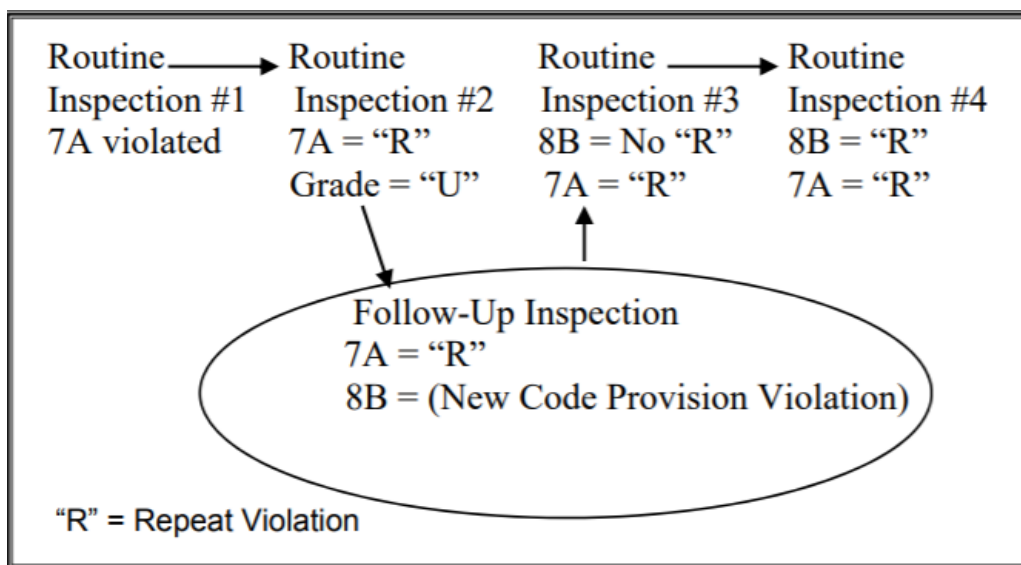 Routine
Inspection #1
7A violated
Routine
Inspection #2
7A = “R”
Grade = “U”
Routine
Inspection #3
8B = No “R”
7A = “R”
Routine
Inspection #4
8B = “R”
7A = “R”
Follow-Up Inspection
7A = “R”
8B = (New Code Provision Violation)
“R” = Repeat Violation